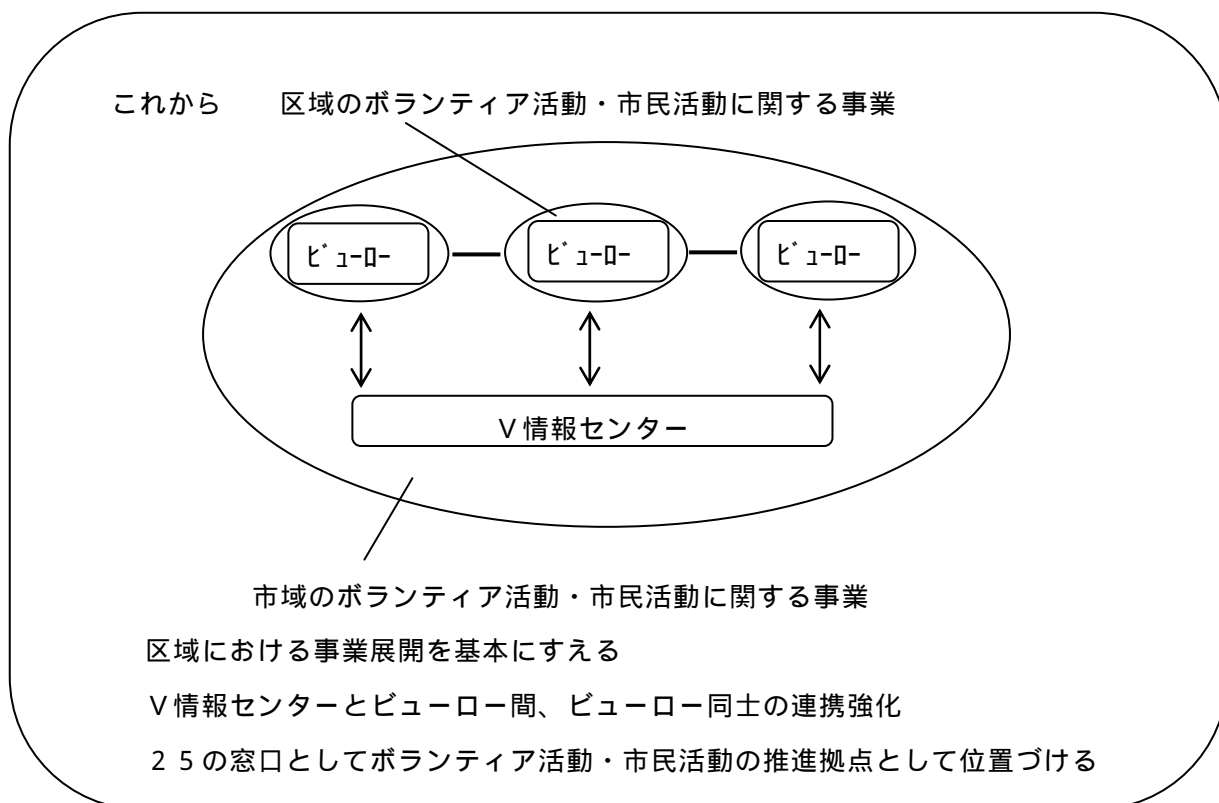 これから　　区域のボランティア活動・市民活動に関する事業
ﾋﾞｭｰﾛｰ　ﾋﾞｭｰﾛｰ　ﾋﾞｭｰﾛｰ
Ｖ情報センター
市域のボランティア活動・市民活動に関する事業
区域における事業展開を基本にすえる
Ｖ情報センターとビューロー間、ビューロー同士の連携強化
２５の窓口としてボランティア活動・市民活動の推進拠点として位置づける